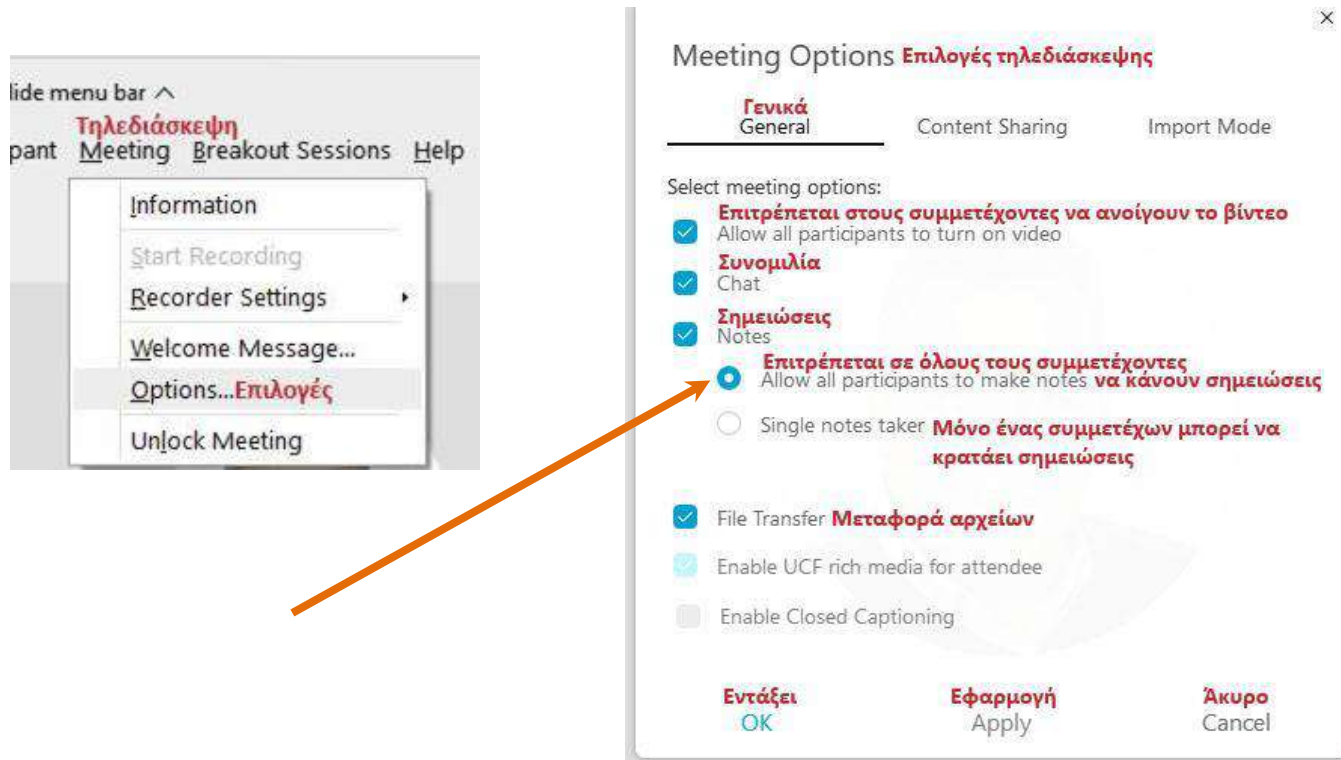 lide menu bar
Τηλεδιάσκεψη
pant Meeting Breakout Sessions Help
Information
Start Recording
Recorder Settings
Welcome Message...
Options...Επιλογές
Unlock Meeting
Meeting Options Επιλογές τηλεδιάσκεψης
Γενικά
General Content Sharing Import Mode
Select meeting options:
Επιτρέπεται στους συμμετέχοντες να ανοίγουν το βίντεο
Allow all participants to turn on video
Συνομιλία
Chat
Σημειώσεις
Notes
Επιτρέπεται σε όλους τους συμμετέχοντες
Allow all participants to make notes να κάνουν σημειώσεις
Single notes taker Μόνο ένας συμμετέχων μπορεί να
κρατάει σημειώσεις
File Transfer Μεταφορά αρχείων
Enable UCF rich media for attendee
Enable Closed Captioning
Εντάξει Εφαρμογή Άκυρο
OK Apply Cancel